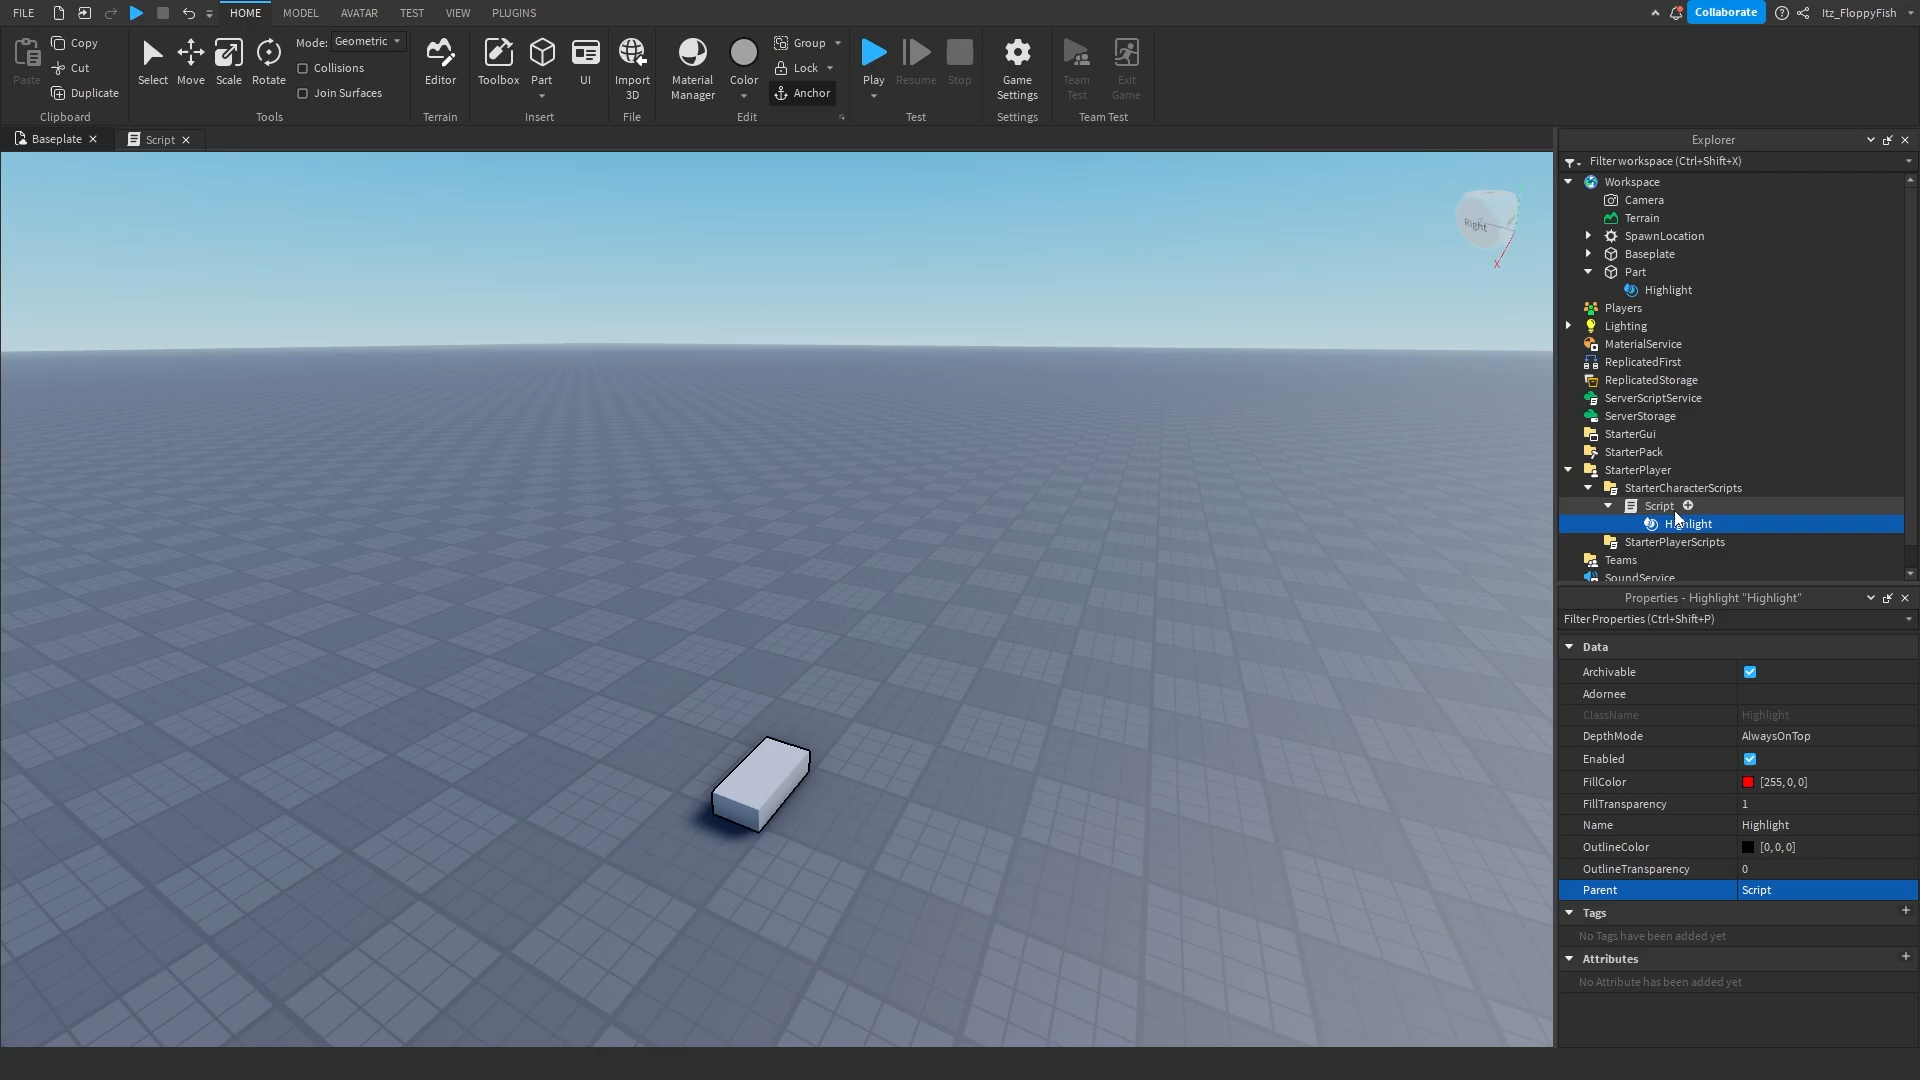 FILE HOME MODEL AVATAR TEST VIEW PLUGINS Collaborate Itz_FloppyFish
Paste Copy Cut Duplicate Clipboard
Select Move Scale Rotate Mode: Geometric Collisions Join Surfaces Tools
Editor Terrain
Toolbox Part UI Insert
Import 3D File
Material Manager Color Group Lock Anchor Edit
Play Resume Stop Test
Game Settings Settings
Team Test Exit Game Team Test
Baseplate Script
Right
X
Explorer
Filter workspace (Ctrl+Shift+X)
Workspace
Camera
Terrain
SpawnLocation
Baseplate
Part
Highlight
Players
Lighting
MaterialService
ReplicatedFirst
ReplicatedStorage
ServerScriptService
ServerStorage
StarterGui
StarterPack
StarterPlayer
StarterCharacterScripts
Script
Highlight
StarterPlayerScripts
Teams
SoundService
Properties - Highlight "Highlight"
Filter Properties (Ctrl+Shift+P)
Data
Archivable
Adornee
ClassName Highlight
DepthMode AlwaysOnTop
Enabled
FillColor [255, 0, 0]
FillTransparency 1
Name Highlight
OutlineColor [0, 0, 0]
OutlineTransparency 0
Parent Script
Tags
No Tags have been added yet
Attributes
No Attribute has been added yet